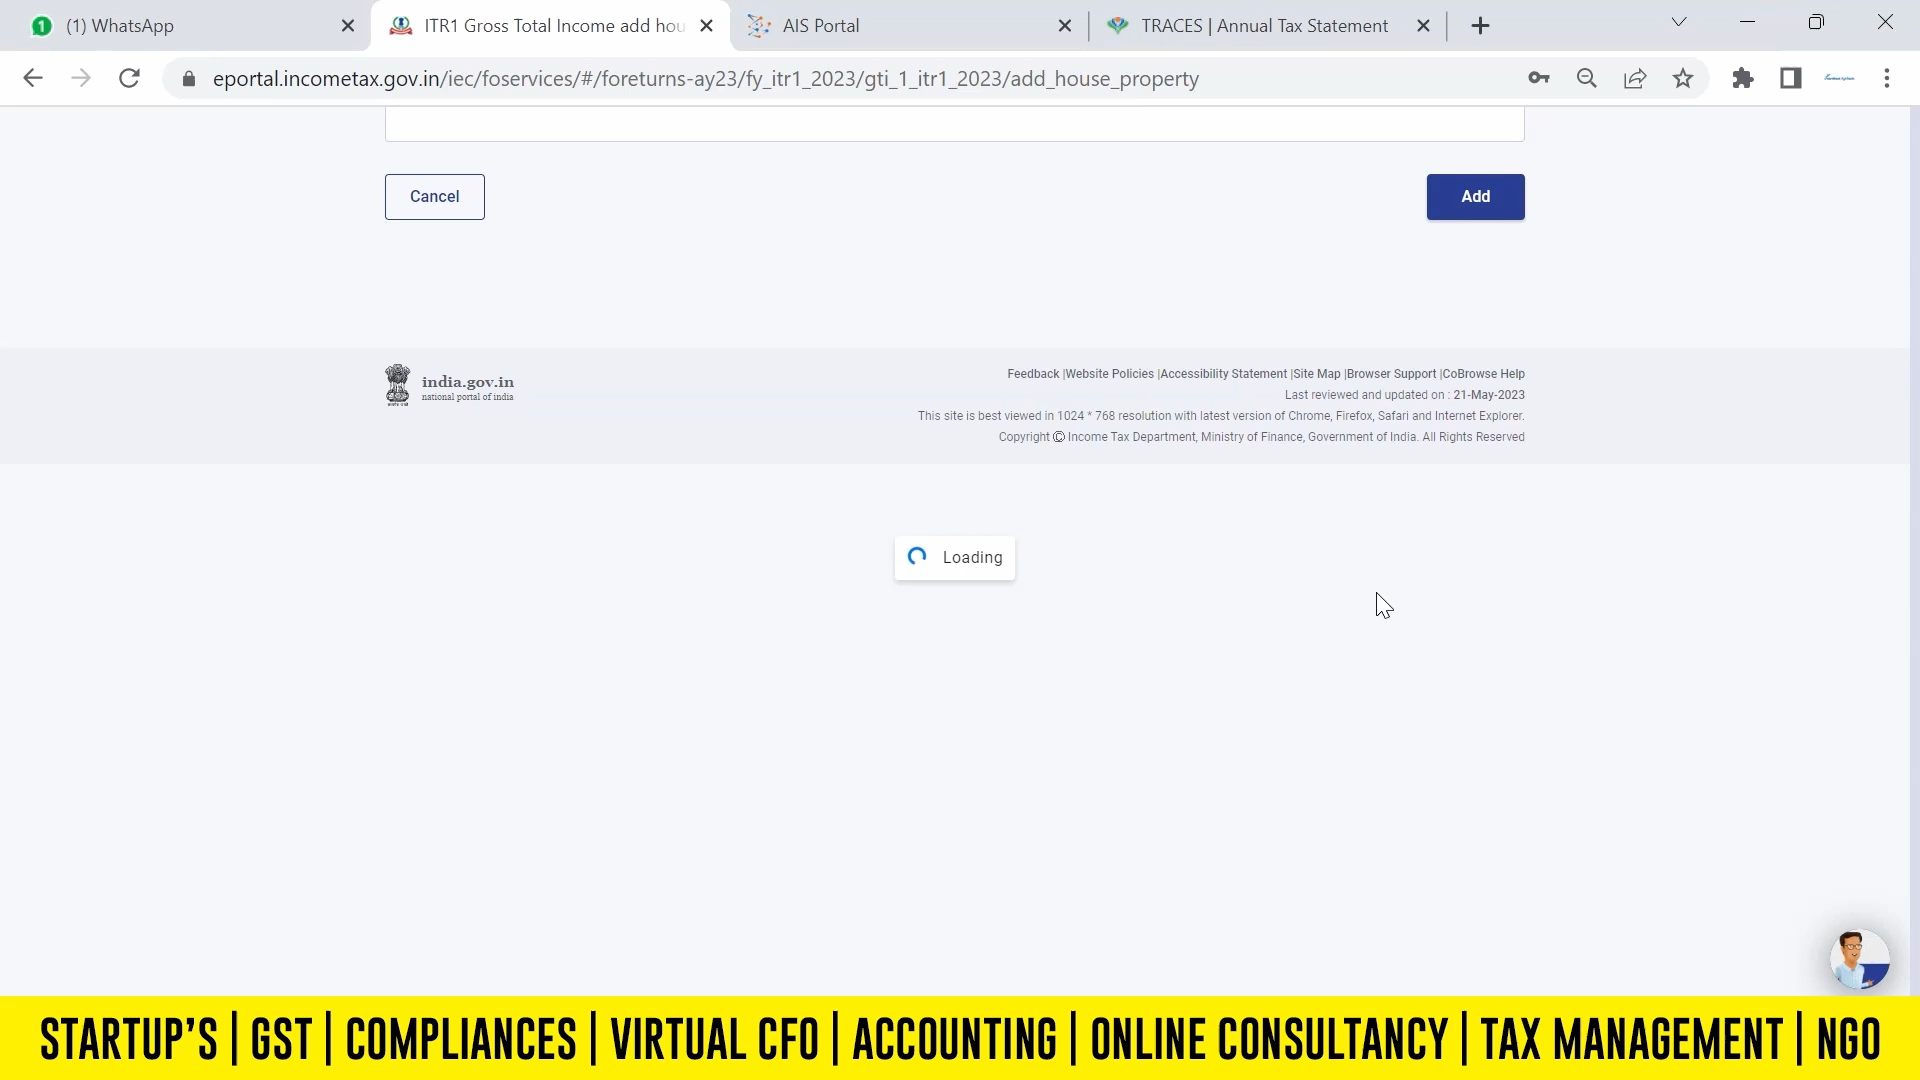 (1) WhatsApp
ITR1 Gross Total Income add hou
AIS Portal
TRACES | Annual Tax Statement
eportal.incometax.gov.in/iec/foservices/#/foreturns-ay23/fy_itr1_2023/gti_1_itr1_2023/add_house_property
Cancel
Add
india.gov.in
national portal of india
Feedback |Website Policies |Accessibility Statement |Site Map |Browser Support |CoBrowse Help
Last reviewed and updated on : 21-May-2023
This site is best viewed in 1024 * 768 resolution with latest version of Chrome, Firefox, Safari and Internet Explorer.
Copyright © Income Tax Department, Ministry of Finance, Government of India. All Rights Reserved
Loading
STARTUP'S | GST | COMPLIANCES | VIRTUAL CFO | ACCOUNTING | ONLINE CONSULTANCY | TAX MANAGEMENT | NGO